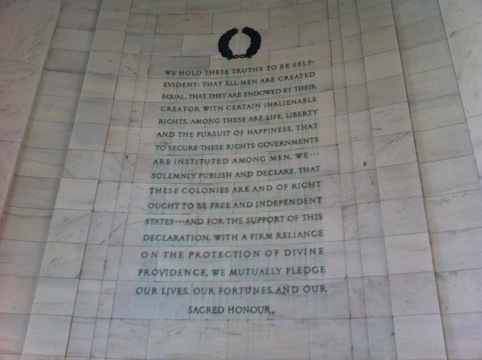 WE HOLD THESE TRUTHS TO BE SELF-
EVIDENT: THAT ALL MEN ARE CREATED
EQUAL, THAT THEY ARE ENDOWED BY THEIR
CREATOR WITH CERTAIN INALIENABLE
RIGHTS, AMONG THESE ARE LIFE, LIBERTY
AND THE PURSUIT OF HAPPINESS, THAT
TO SECURE THESE RIGHTS GOVERNMENTS
ARE INSTITUTED AMONG MEN. WE···
SOLEMNLY PUBLISH AND DECLARE, THAT
THESE COLONIES ARE AND OF RIGHT
OUGHT TO BE FREE AND INDEPENDENT
STATES···AND FOR THE SUPPORT OF THIS
DECLARATION, WITH A FIRM RELIANCE
ON THE PROTECTION OF DIVINE
PROVIDENCE, WE MUTUALLY PLEDGE
OUR LIVES, OUR FORTUNES AND OUR
SACRED HONOUR.